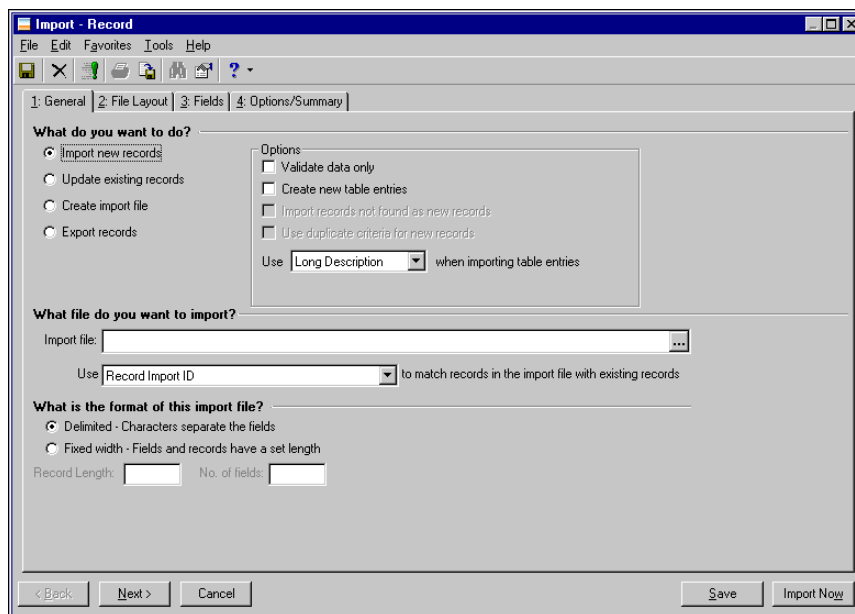 Import - Record
File Edit Favorites Tools Help
?
1: General 2: File Layout 3: Fields 4: Options/Summary
What do you want to do?
Import new records
Update existing records
Create import file
Export records
Options
Validate data only
Create new table entries
Import records not found as new records
Use duplicate criteria for new records
Use Long Description when importing table entries
What file do you want to import?
Import file: ...
Use Record Import ID to match records in the import file with existing records
What is the format of this import file?
Delimited - Characters separate the fields
Fixed width - Fields and records have a set length
Record Length: No. of fields:
< Back Next > Cancel Save Import Now